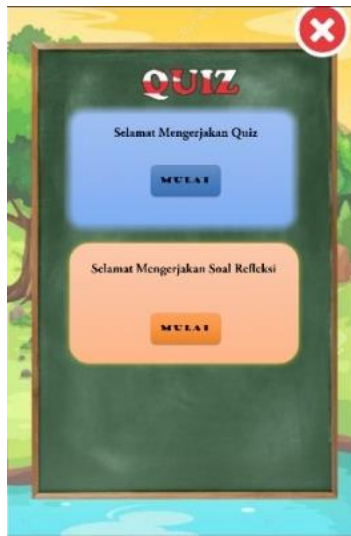 QUIZ
Selamat Mengerjakan Quiz
MULAI
Selamat Mengerjakan Soal Refleksi
MULAI